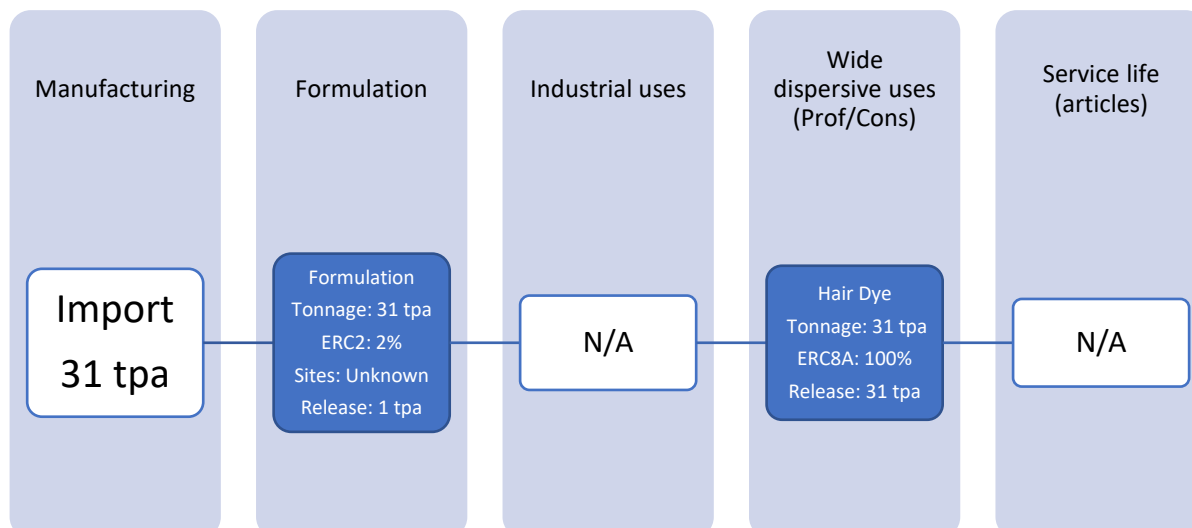 Manufacturing
Formulation
Industrial uses
Wide
dispersive uses
(Prof/Cons)
Service life
(articles)
Import
31 tpa
Formulation
Tonnage: 31 tpa
ERC2: 2%
Sites: Unknown
Release: 1 tpa
N/A
Hair Dye
Tonnage: 31 tpa
ERC8A: 100%
Release: 31 tpa
N/A